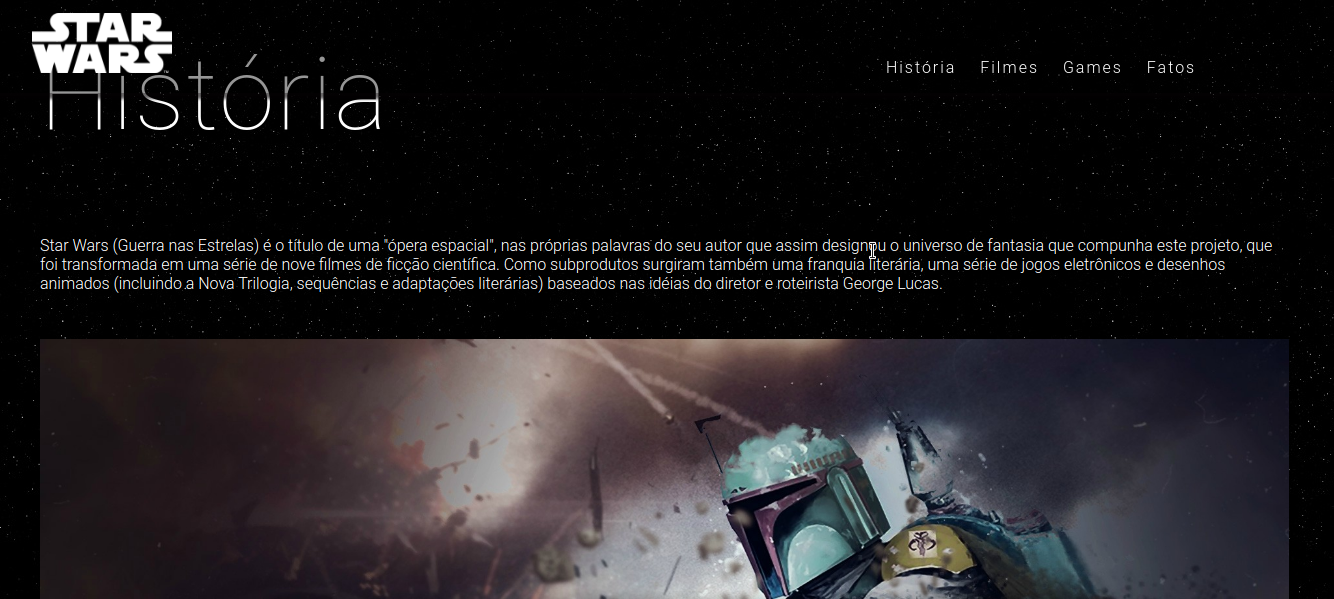 STAR
WARS
História
História Filmes Games Fatos
Star Wars (Guerra nas Estrelas) é o título de uma "ópera espacial", nas próprias palavras do seu autor que assim designou o universo de fantasia que compunha este projeto, que
foi transformada em uma série de nove filmes de ficção científica. Como subprodutos surgiram também uma franquia literária, uma série de jogos eletrônicos e desenhos
animados (incluindo a Nova Trilogia, sequências e adaptações literárias) baseados nas idéias do diretor e roteirista George Lucas.